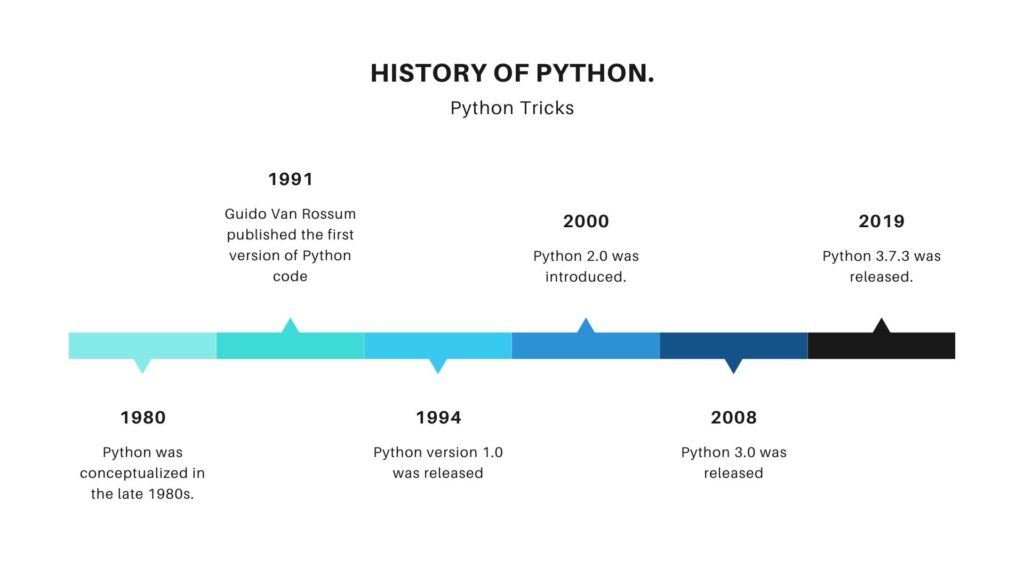 HISTORY OF PYTHON.
Python Tricks
1980
Python was
conceptualized in
the late 1980s.
1991
Guido Van Rossum
published the first
version of Python
code
1994
Python version 1.0
was released
2000
Python 2.0 was
introduced.
2008
Python 3.0 was
released
2019
Python 3.7.3 was
released.